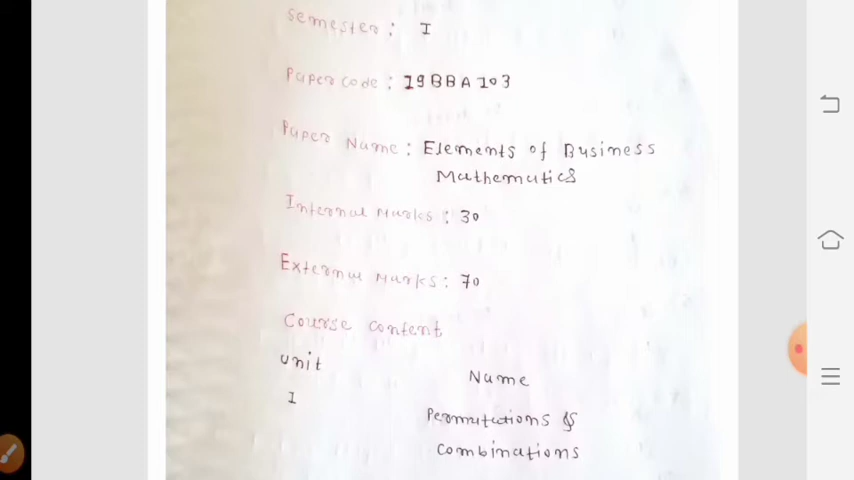 Semester: I
Paper code: 19BBA103
Paper Name: Elements of Business
Mathematics
Internal Marks: 30
External Marks: 70
Course content
unit
Name
I
Permutations &
Combinations